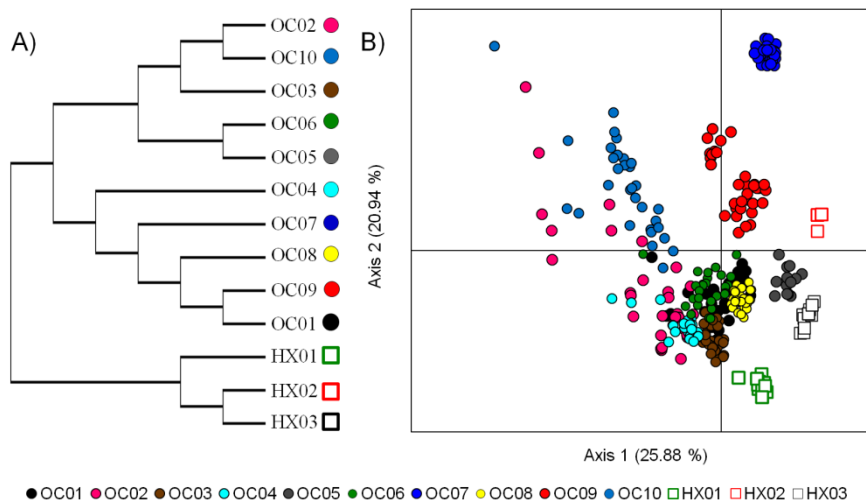 A)
OC02
OC10
OC03
OC06
OC05
OC04
OC07
OC08
OC09
OC01
HX01
HX02
HX03
B)
Axis 2 (20.94 %)
Axis 1 (25.88 %)
OC01 OC02 OC03 OC04 OC05 OC06 OC07 OC08 OC09 OC10 HX01 HX02 HX03